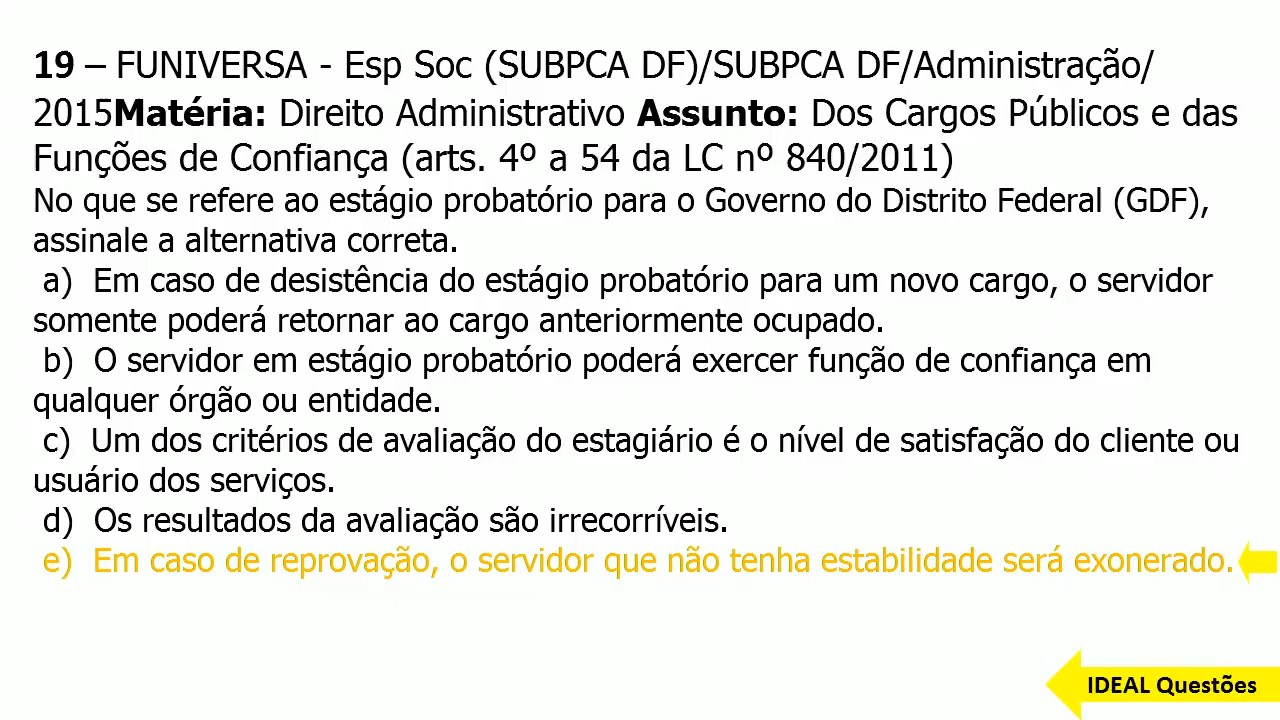 19 – FUNIVERSA - Esp Soc (SUBPCA DF)/SUBPCA DF/Administração/
2015Matéria: Direito Administrativo Assunto: Dos Cargos Públicos e das
Funções de Confiança (arts. 4º a 54 da LC nº 840/2011)
No que se refere ao estágio probatório para o Governo do Distrito Federal (GDF),
assinale a alternativa correta.
a) Em caso de desistência do estágio probatório para um novo cargo, o servidor
somente poderá retornar ao cargo anteriormente ocupado.
b) O servidor em estágio probatório poderá exercer função de confiança em
qualquer órgão ou entidade.
c) Um dos critérios de avaliação do estagiário é o nível de satisfação do cliente ou
usuário dos serviços.
d) Os resultados da avaliação são irrecorríveis.
e) Em caso de reprovação, o servidor que não tenha estabilidade será exonerado.
IDEAL Questões